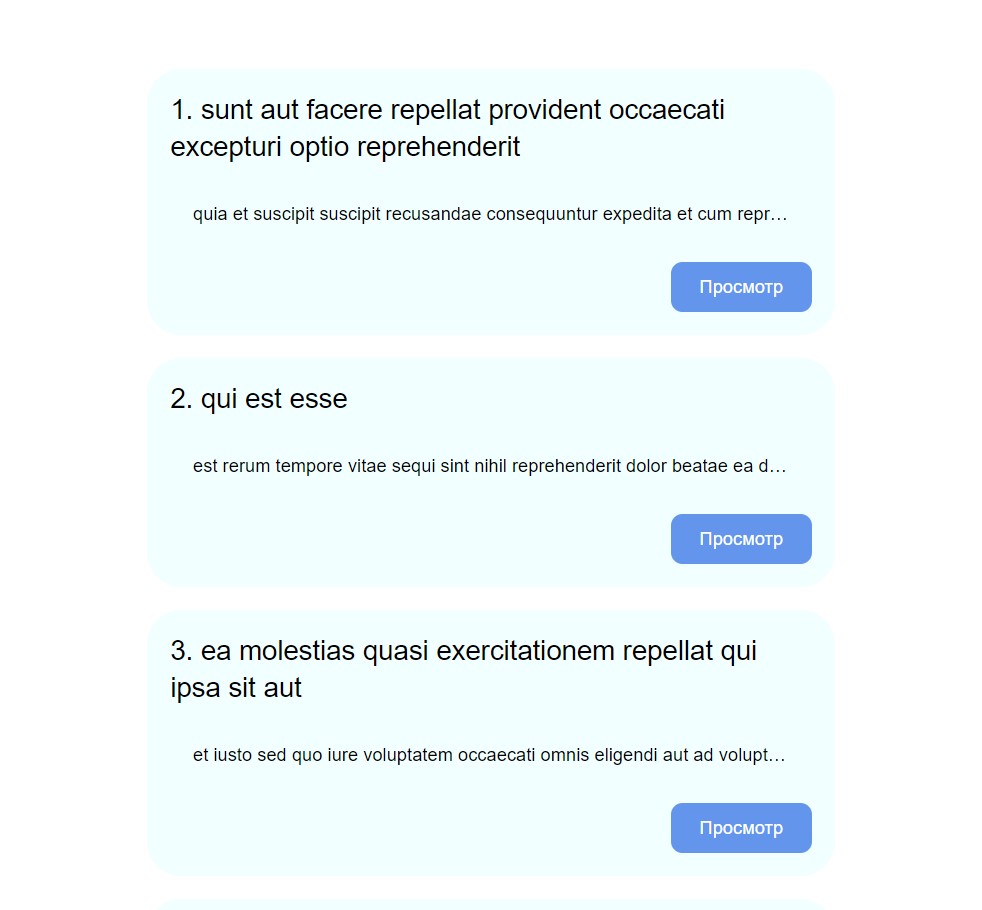 1. sunt aut facere repellat provident occaecati
excepturi optio reprehenderit
quia et suscipit suscipit recusandae consequuntur expedita et cum repr...
Просмотр
2. qui est esse
est rerum tempore vitae sequi sint nihil reprehenderit dolor beatae ea d...
Просмотр
3. ea molestias quasi exercitationem repellat qui
ipsa sit aut
et iusto sed quo iure voluptatem occaecati omnis eligendi aut ad volupt...
Просмотр